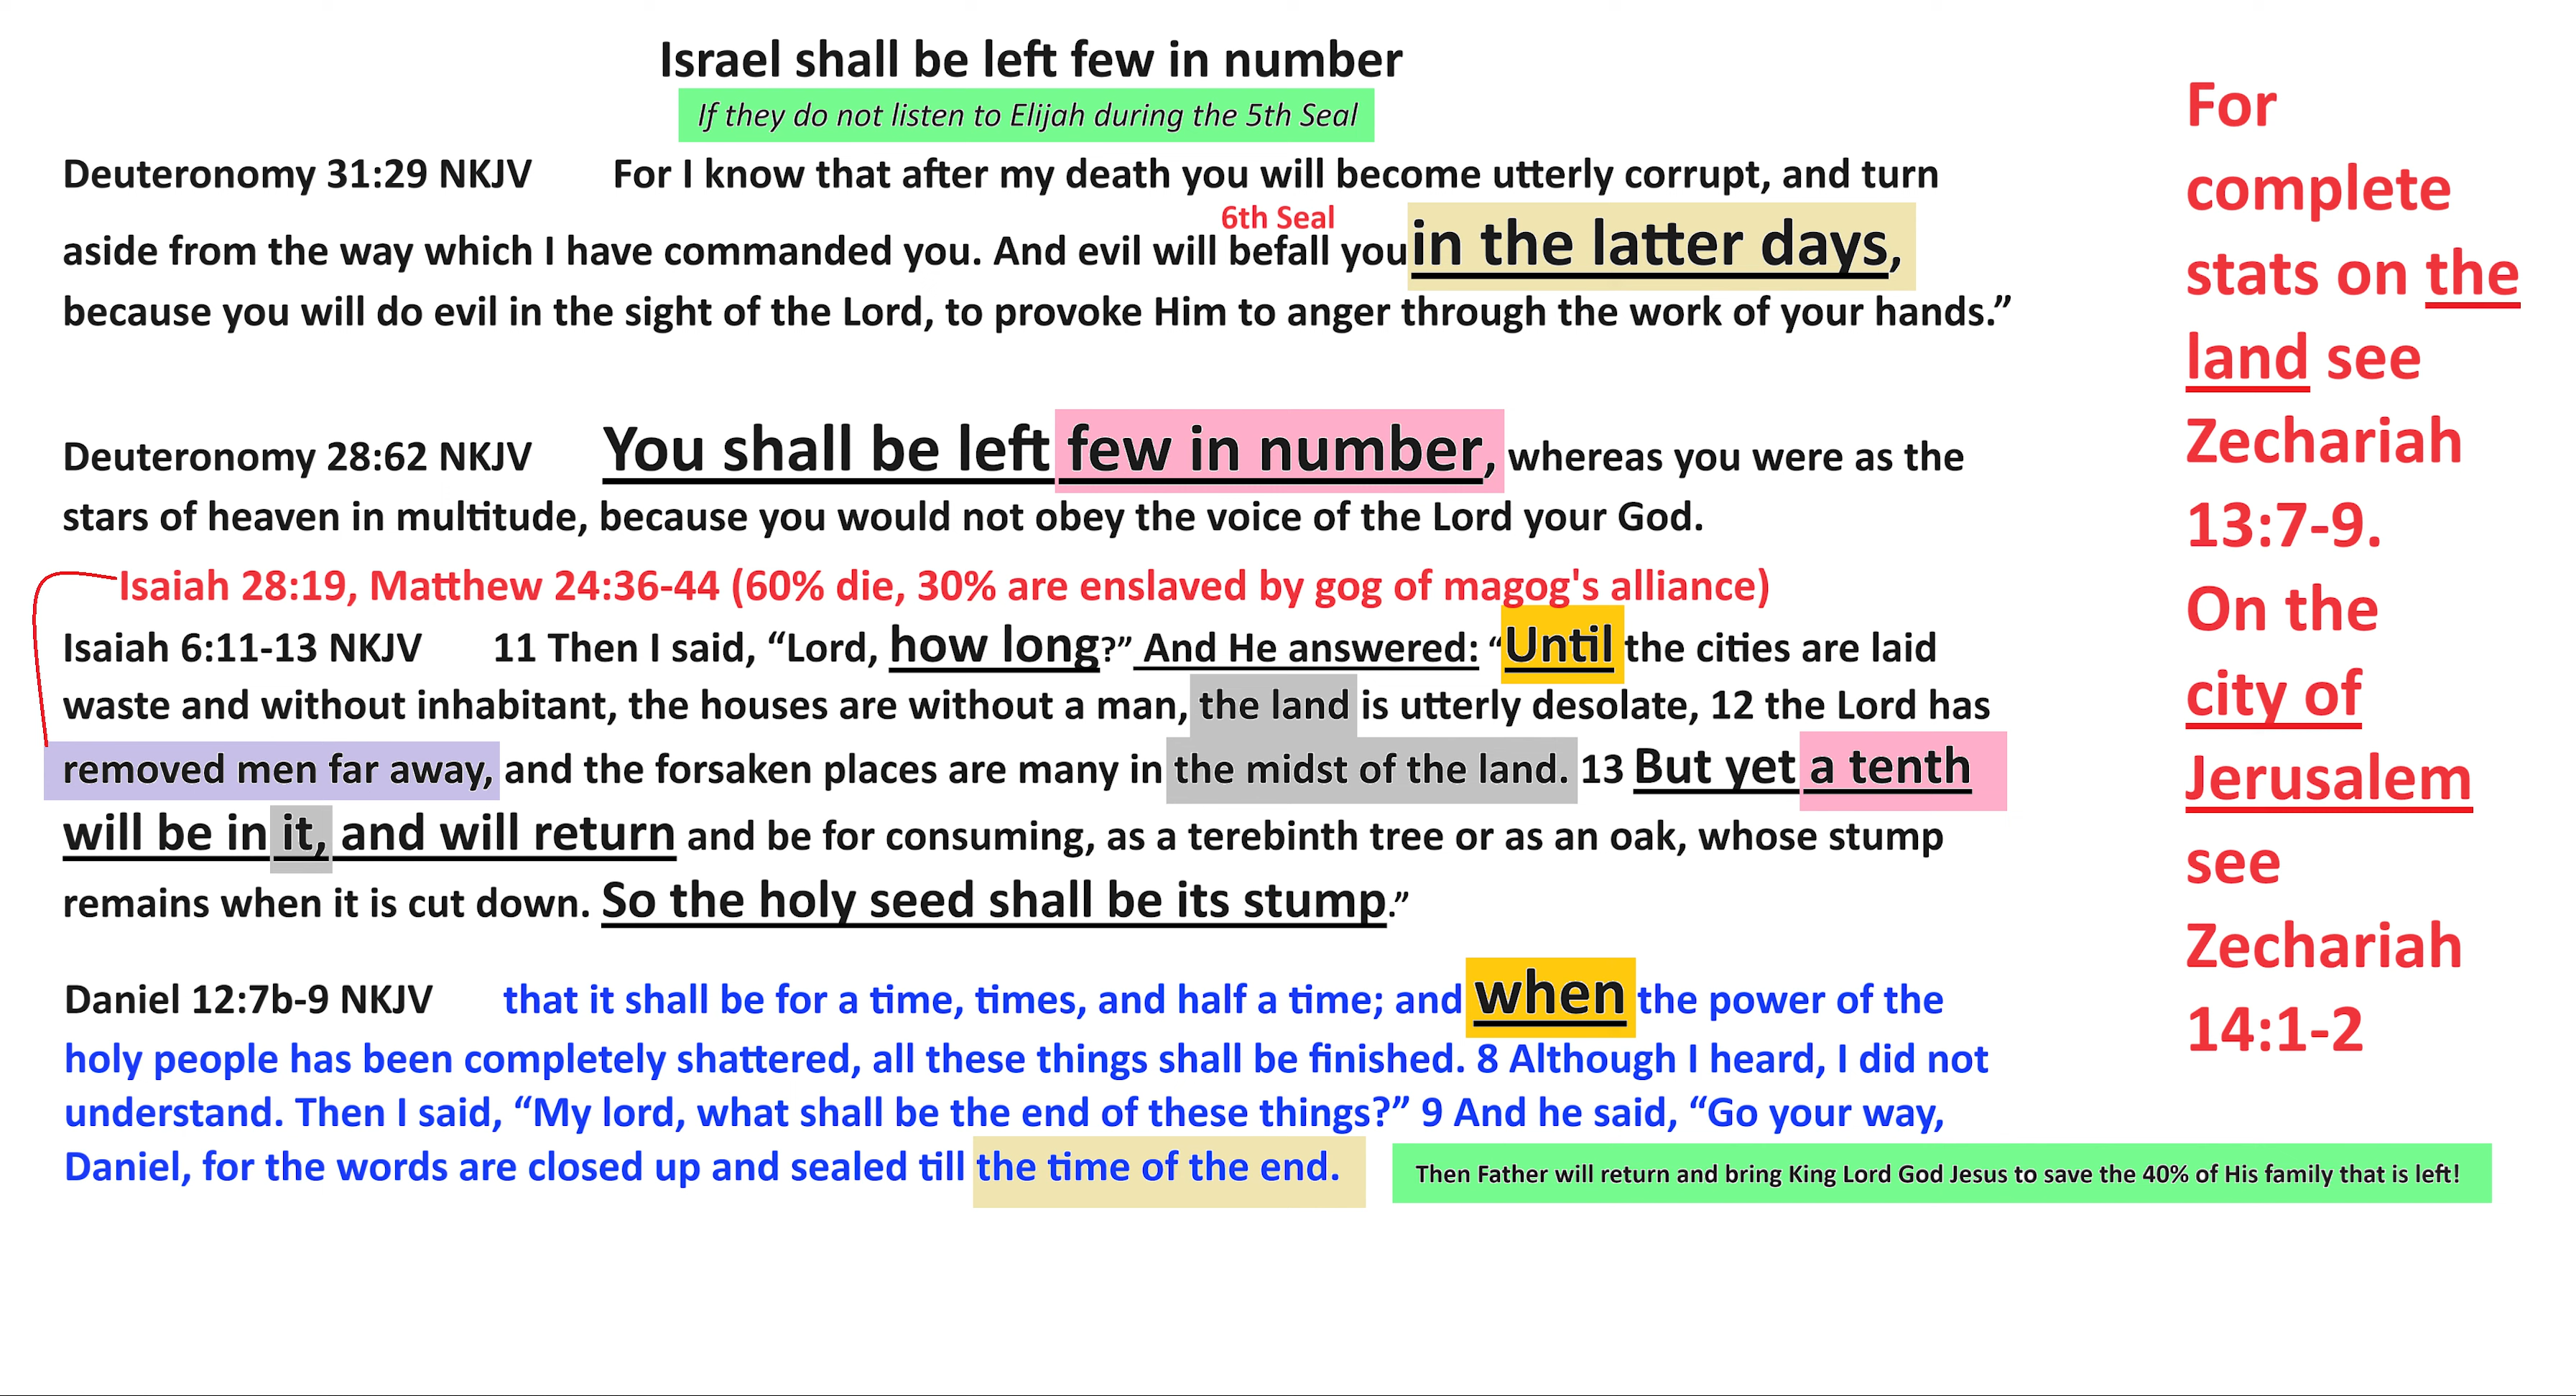 Israel shall be left few in number
If they do not listen to Elijah during the 5th Seal
Deuteronomy 31:29 NKJV For I know that after my death you will become utterly corrupt, and turn
6th Seal
aside from the way which I have commanded you. And evil will befall you in the latter days,
because you will do evil in the sight of the Lord, to provoke Him to anger through the work of your hands.”
Deuteronomy 28:62 NKJV You shall be left few in number, whereas you were as the
stars of heaven in multitude, because you would not obey the voice of the Lord your God.
Isaiah 28:19, Matthew 24:36-44 (60% die, 30% are enslaved by gog of magog's alliance)
Isaiah 6:11-13 NKJV 11 Then I said, “Lord, how long?” And He answered: “Until the cities are laid
waste and without inhabitant, the houses are without a man, the land is utterly desolate, 12 the Lord has
removed men far away, and the forsaken places are many in the midst of the land. 13 But yet a tenth
will be in it, and will return and be for consuming, as a terebinth tree or as an oak, whose stump
remains when it is cut down. So the holy seed shall be its stump.”
Daniel 12:7b-9 NKJV that it shall be for a time, times, and half a time; and when the power of the
holy people has been completely shattered, all these things shall be finished. 8 Although I heard, I did not
understand. Then I said, “My lord, what shall be the end of these things?” 9 And he said, “Go your way,
Daniel, for the words are closed up and sealed till the time of the end.
Then Father will return and bring King Lord God Jesus to save the 40% of His family that is left!
For
complete
stats on the
land see
Zechariah
13:7-9.
On the
city of
Jerusalem
see
Zechariah
14:1-2